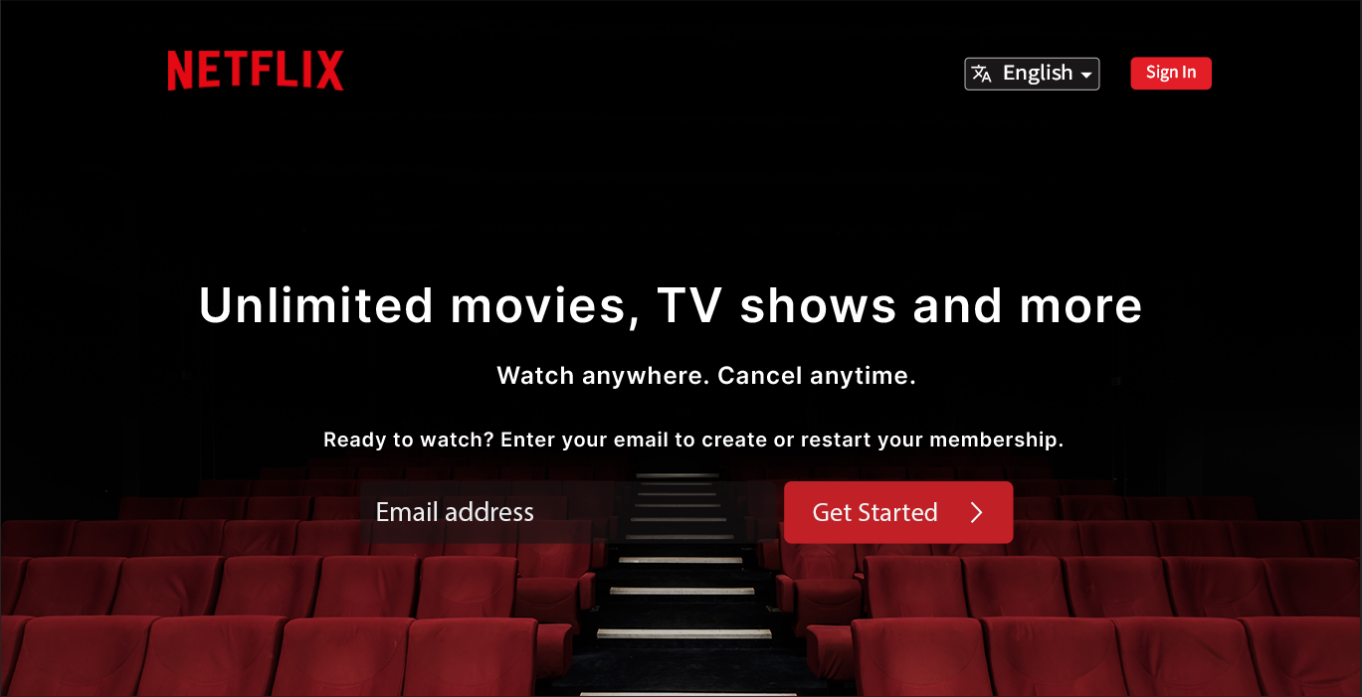 NETFLIX
English
Sign In
Unlimited movies, TV shows and more
Watch anywhere. Cancel anytime.
Ready to watch? Enter your email to create or restart your membership.
Email address
Get Started